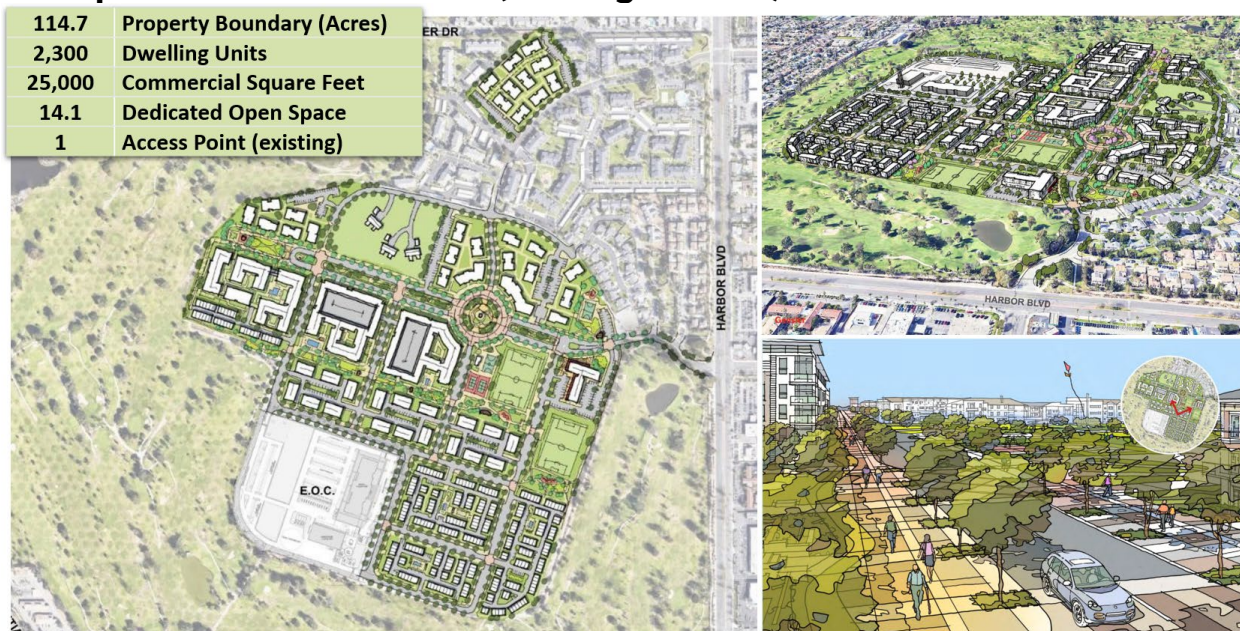 114.7 Property Boundary (Acres)
2,300 Dwelling Units
25,000 Commercial Square Feet
14.1 Dedicated Open Space
1 Access Point (existing)
ER DR
HARBOR BLVD
E.O.C.
HARBOR BLVD